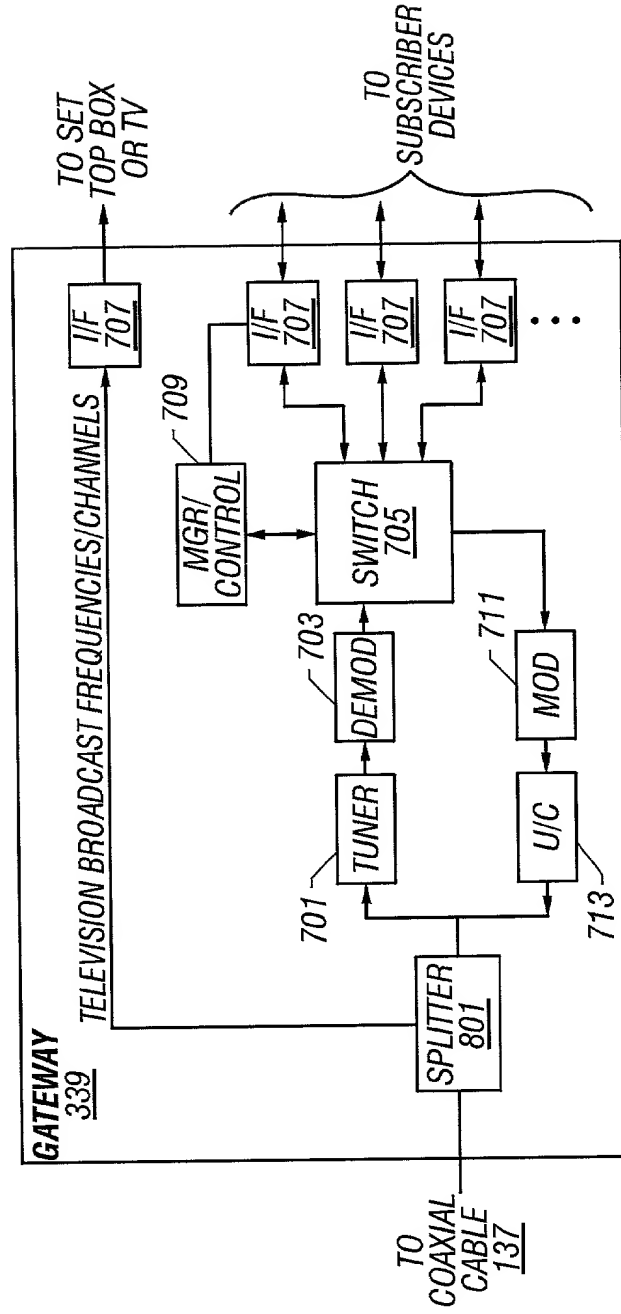 GATEWAY
339
TELEVISION BROADCAST FREQUENCIES/CHANNELS
I/F
707
TO SET
TOP BOX
OR TV
709
MGR/
CONTROL
I/F
707
I/F
707
I/F
707
TO
SUBSCRIBER
DEVICES
SWITCH
705
703
DEMOD
701
TUNER
711
MOD
U/C
713
SPLITTER
801
TO
COAXIAL
CABLE
137